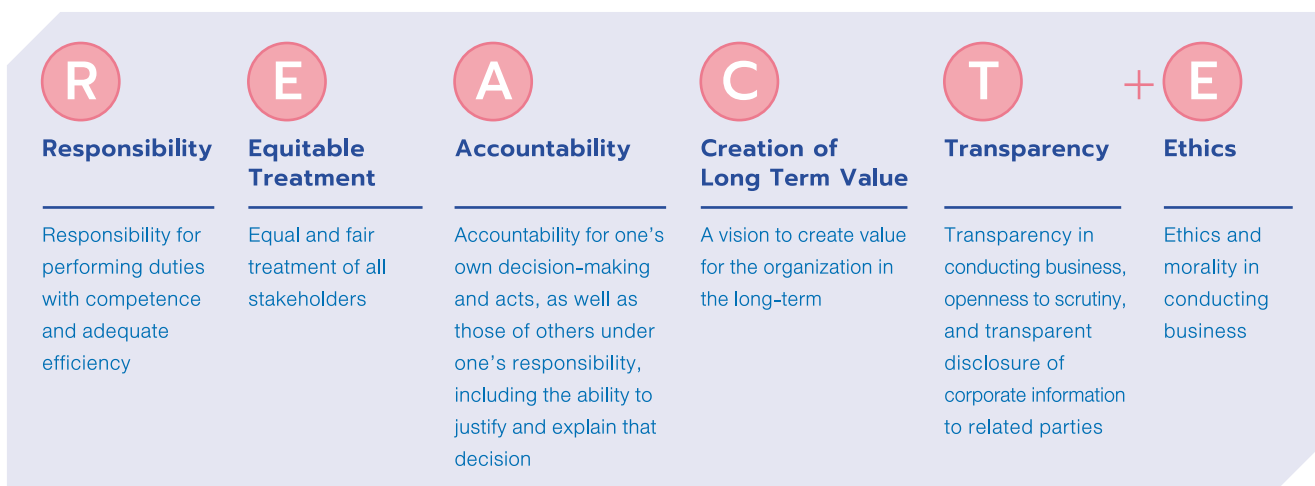 R
Responsibility
Responsibility for
performing duties
with competence
and adequate
efficiency
E
Equitable
Treatment
Equal and fair
treatment of all
stakeholders
A
Accountability
Accountability for one’s
own decision-making
and acts, as well as
those of others under
one’s responsibility,
including the ability to
justify and explain that
decision
C
Creation of
Long Term Value
A vision to create value
for the organization in
the long-term
T
Transparency
Transparency in
conducting business,
openness to scrutiny,
and transparent
disclosure of
corporate information
to related parties
+
E
Ethics
Ethics and
morality in
conducting
business